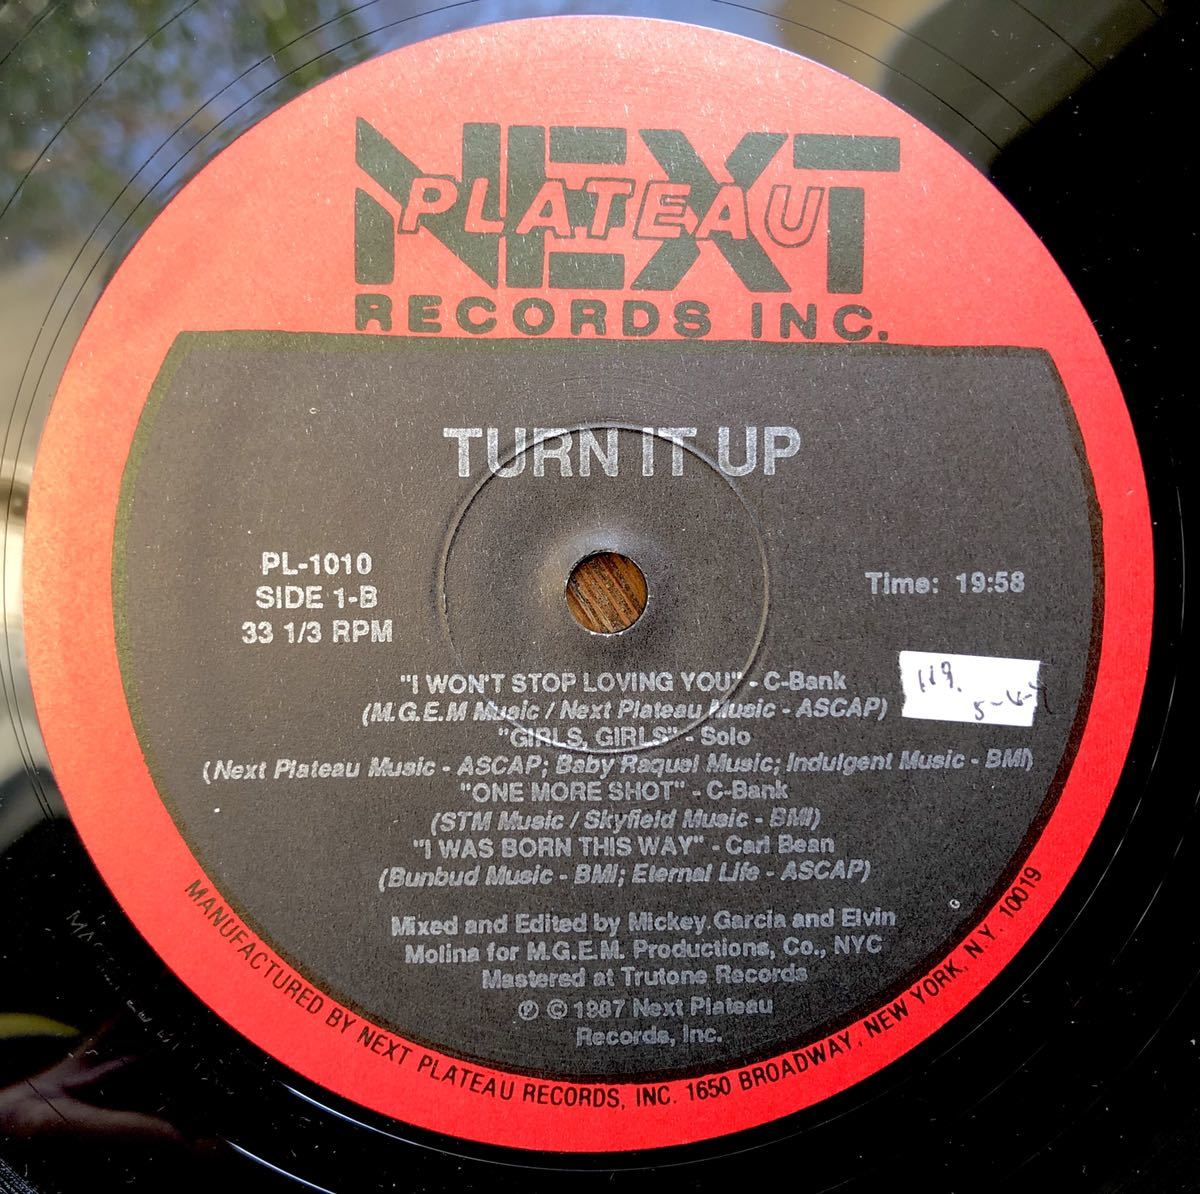 NEXT
PLATEAU
RECORDS INC.
TURN IT UP
PL-1010
SIDE 1-B
33 1/3 RPM
Time: 19:58
"I WON'T STOP LOVING YOU" - C-Bank
(M.G.E.M Music / Next Plateau Music - ASCAP)
"GIRLS, GIRLS" - Solo
(Next Plateau Music - ASCAP; Baby Raquel Music; Indulgent Music - BMI)
"ONE MORE SHOT" - C-Bank
(STM Music / Skyfield Music - BMI)
"I WAS BORN THIS WAY" - Carl Bean
(Bunbud Music - BMI; Eternal Life - ASCAP)
Mixed and Edited by Mickey Garcia and Elvin
Molina for M.G.E.M. Productions, Co., NYC
Mastered at Trutone Records
℗ © 1987 Next Plateau
Records, Inc.
MANUFACTURED BY NEXT PLATEAU RECORDS, INC. 1650 BROADWAY, NEW YORK, N.Y. 10019